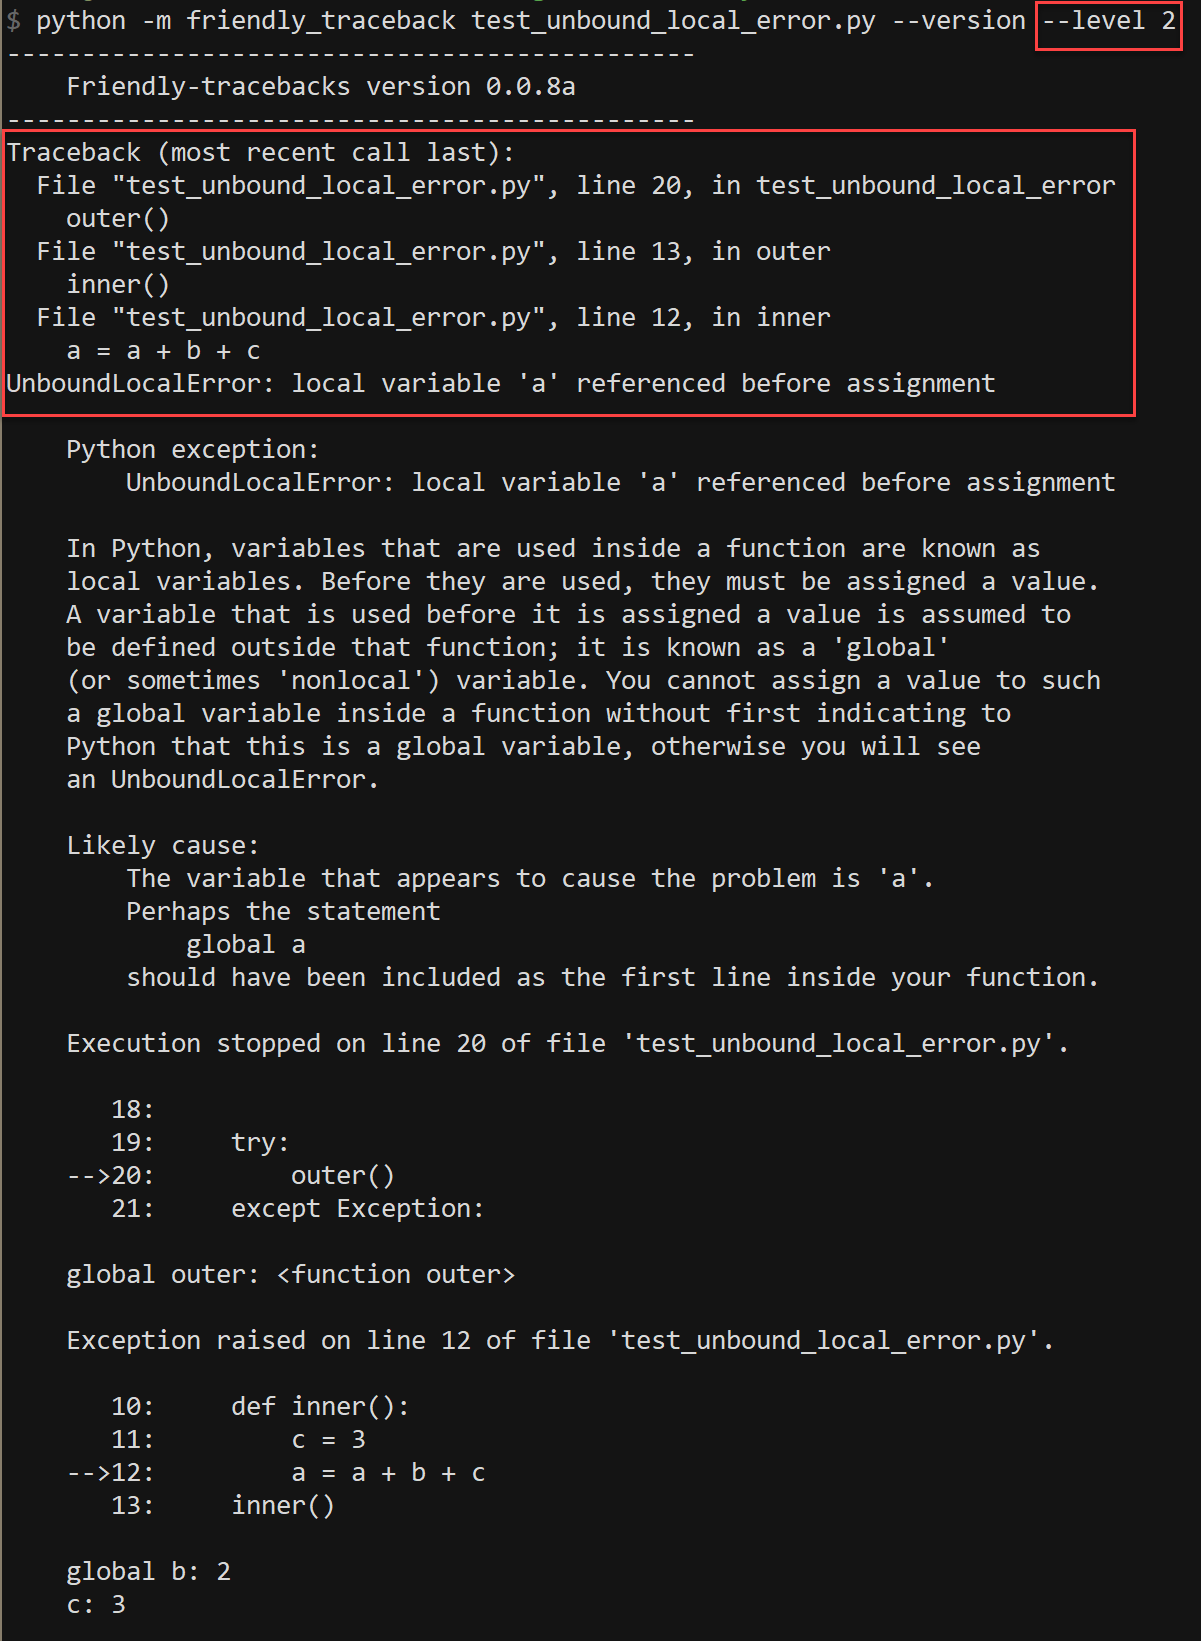 $ python -m friendly_traceback test_unbound_local_error.py --version --level 2
----------------------------------------------
    Friendly-tracebacks version 0.0.8a
----------------------------------------------
Traceback (most recent call last):
  File "test_unbound_local_error.py", line 20, in test_unbound_local_error
    outer()
  File "test_unbound_local_error.py", line 13, in outer
    inner()
  File "test_unbound_local_error.py", line 12, in inner
    a = a + b + c
UnboundLocalError: local variable 'a' referenced before assignment

    Python exception:
        UnboundLocalError: local variable 'a' referenced before assignment

    In Python, variables that are used inside a function are known as
    local variables. Before they are used, they must be assigned a value.
    A variable that is used before it is assigned a value is assumed to
    be defined outside that function; it is known as a 'global'
    (or sometimes 'nonlocal') variable. You cannot assign a value to such
    a global variable inside a function without first indicating to
    Python that this is a global variable, otherwise you will see
    an UnboundLocalError.

    Likely cause:
        The variable that appears to cause the problem is 'a'.
        Perhaps the statement
            global a
        should have been included as the first line inside your function.

    Execution stopped on line 20 of file 'test_unbound_local_error.py'.

       18:
       19:     try:
    -->20:         outer()
       21:     except Exception:

    global outer: <function outer>

    Exception raised on line 12 of file 'test_unbound_local_error.py'.

       10:     def inner():
       11:         c = 3
    -->12:         a = a + b + c
       13:     inner()

    global b: 2
    c: 3